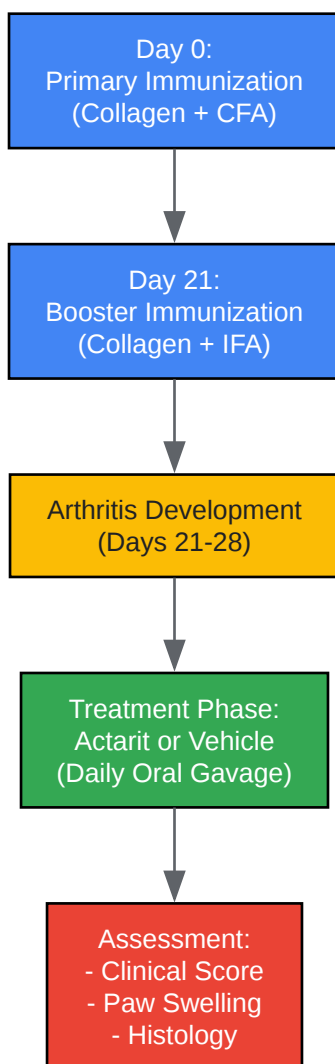 Day 0:
Primary Immunization
(Collagen + CFA)
Day 21:
Booster Immunization
(Collagen + IFA)
Arthritis Development
(Days 21-28)
Treatment Phase:
Actarit or Vehicle
(Daily Oral Gavage)
Assessment:
- Clinical Score
- Paw Swelling
- Histology